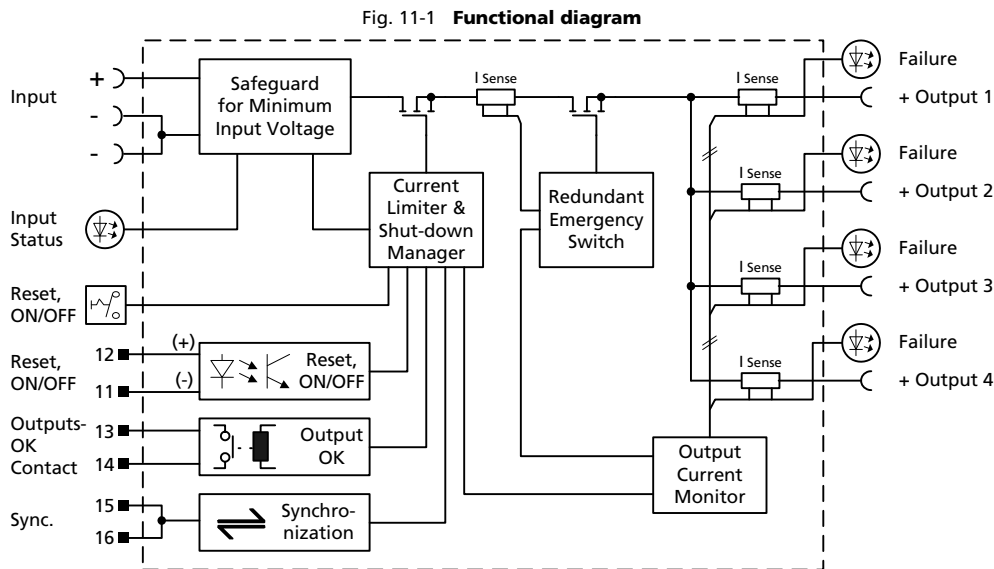 Fig. 11-1 Functional diagram
Input
+
-
-
Safeguard
for Minimum
Input Voltage
I Sense
I Sense
Failure
+ Output 1
Input
Status
Current
Limiter &
Shut-down
Manager
Redundant
Emergency
Switch
I Sense
Failure
+ Output 2
Reset,
ON/OFF
I Sense
Failure
+ Output 3
Reset,
ON/OFF
12
(+)
11
(-)
Reset,
ON/OFF
I Sense
Failure
+ Output 4
Outputs-
OK
Contact
13
14
Output
OK
Output
Current
Monitor
Sync.
15
16
Synchro-
nization